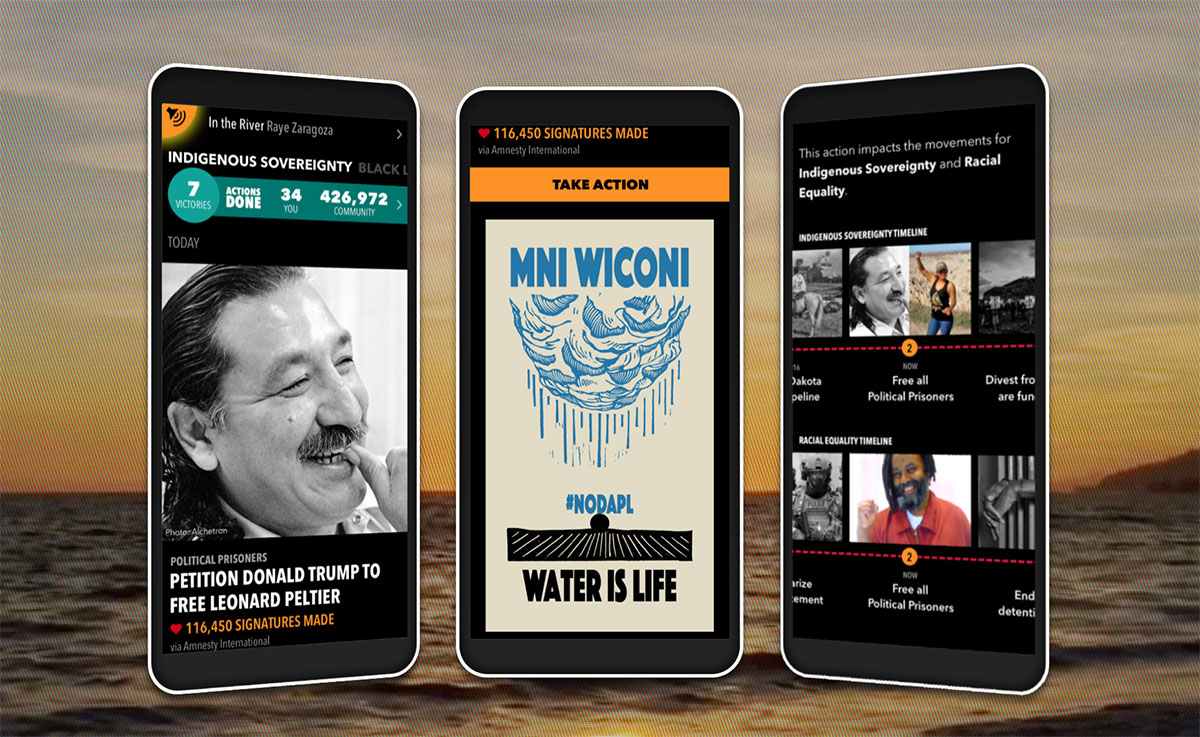 In the River Raye Zaragoza
INDIGENOUS SOVEREIGNTY BLACK L
7
VICTORIES
ACTIONS
DONE
34
YOU
426,972
COMMUNITY
TODAY
Photo: Alchetron
POLITICAL PRISONERS
PETITION DONALD TRUMP TO
FREE LEONARD PELTIER
116,450 SIGNATURES MADE
via Amnesty International
116,450 SIGNATURES MADE
via Amnesty International
TAKE ACTION
MNI WICONI
#NODAPL
WATER IS LIFE
This action impacts the movements for
Indigenous Sovereignty and Racial
Equality.
INDIGENOUS SOVEREIGNTY TIMELINE
2
16
NOW
Dakota
peline
Free all
Political Prisoners
Divest fro
are fun
RACIAL EQUALITY TIMELINE
2
NOW
arize
cement
Free all
Political Prisoners
End
detenti